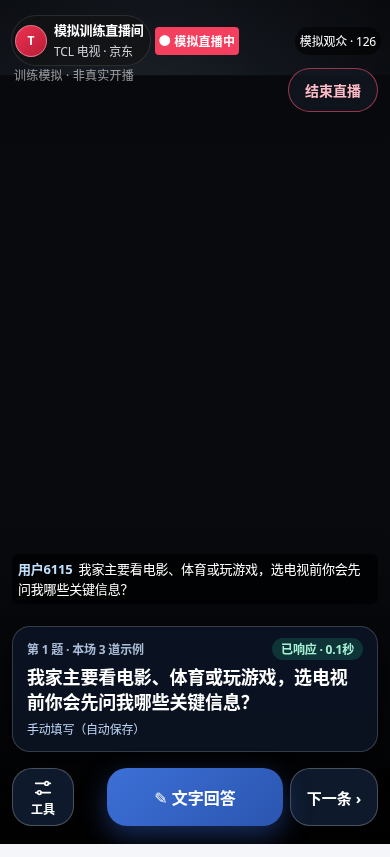 T
模拟训练直播间
TCL 电视 · 京东
模拟直播中
模拟观众 · 126
训练模拟 · 非真实开播
结束直播
用户6115 我家主要看电影、体育或玩游戏，选电视前你会先
问我哪些关键信息？
第 1 题 · 本场 3 道示例
已响应 · 0.1秒
我家主要看电影、体育或玩游戏，选电视
前你会先问我哪些关键信息？
手动填写（自动保存）
工具
✎ 文字回答
下一条 ›